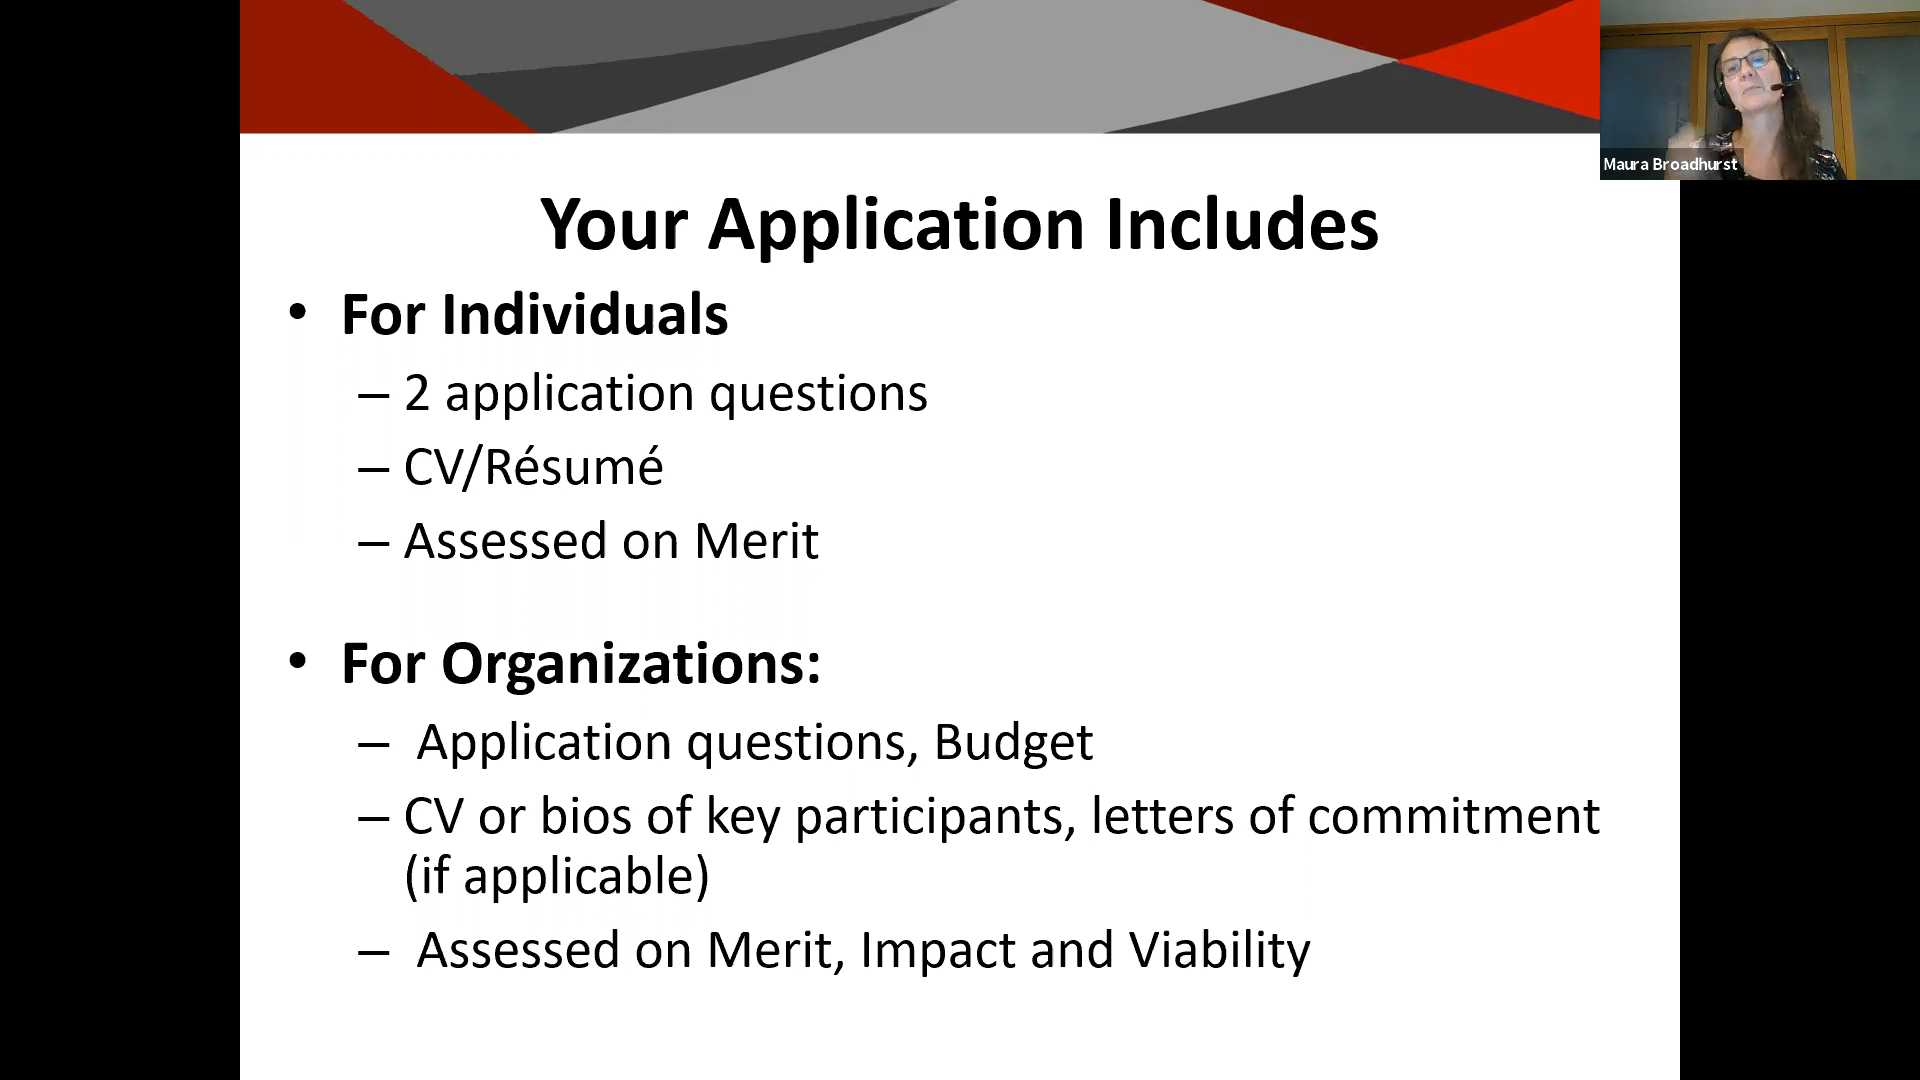 Maura Broadhurst
Your Application Includes
• For Individuals
– 2 application questions
– CV/Résumé
– Assessed on Merit
• For Organizations:
– Application questions, Budget
– CV or bios of key participants, letters of commitment
(if applicable)
– Assessed on Merit, Impact and Viability